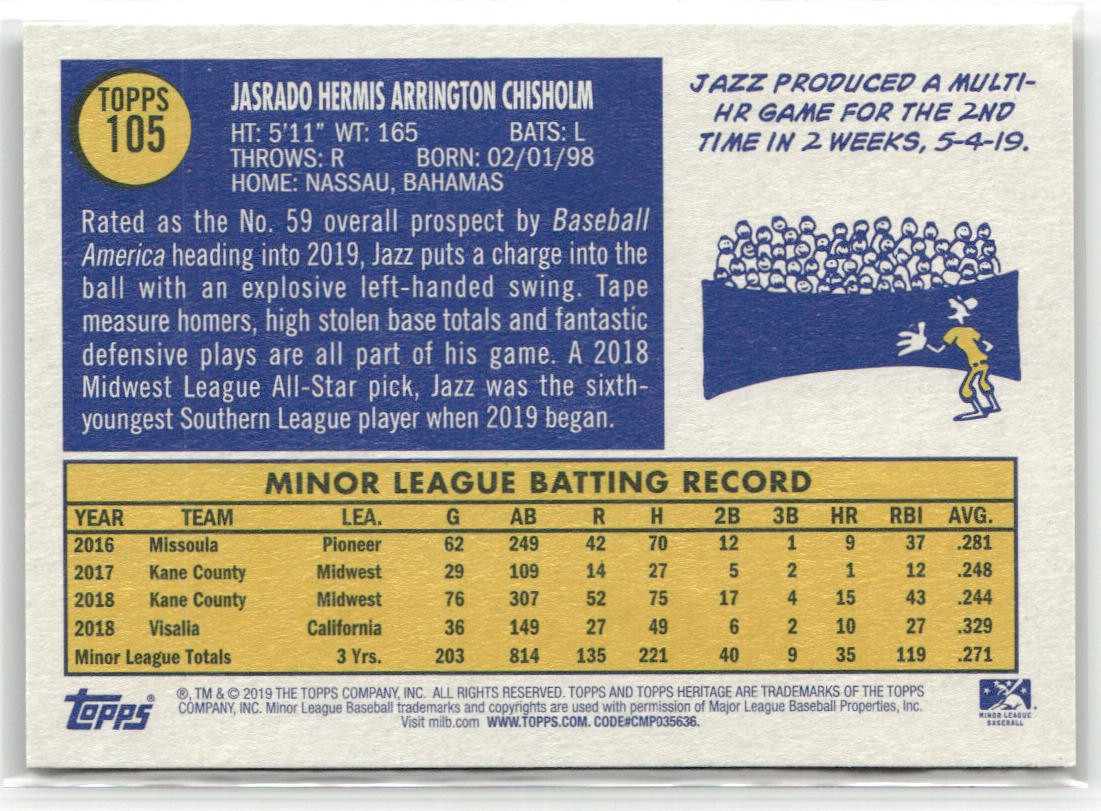 TOPPS
105
JASRADO HERMIS ARRINGTON CHISHOLM
HT: 5'11" WT: 165 BATS: L
THROWS: R BORN: 02/01/98
HOME: NASSAU, BAHAMAS
Rated as the No. 59 overall prospect by Baseball
America heading into 2019, Jazz puts a charge into the
ball with an explosive left-handed swing. Tape
measure homers, high stolen base totals and fantastic
defensive plays are all part of his game. A 2018
Midwest League All-Star pick, Jazz was the sixth-
youngest Southern League player when 2019 began.
JAZZ PRODUCED A MULTI-
HR GAME FOR THE 2ND
TIME IN 2 WEEKS, 5-4-19.
MINOR LEAGUE BATTING RECORD
YEAR TEAM LEA. G AB R H 2B 3B HR RBI AVG.
2016 Missoula Pioneer 62 249 42 70 12 1 9 37 .281
2017 Kane County Midwest 29 109 14 27 5 2 1 12 .248
2018 Kane County Midwest 76 307 52 75 17 4 15 43 .244
2018 Visalia California 36 149 27 49 6 2 10 27 .329
Minor League Totals 3 Yrs. 203 814 135 221 40 9 35 119 .271
Topps®
®, TM & © 2019 THE TOPPS COMPANY, INC. ALL RIGHTS RESERVED. TOPPS AND TOPPS HERITAGE ARE TRADEMARKS OF THE TOPPS
COMPANY, INC. Minor League Baseball trademarks and copyrights are used with permission of Major League Baseball Properties, Inc.
Visit milb.com WWW.TOPPS.COM. CODE#CMP035636.
MINOR LEAGUE
BASEBALL